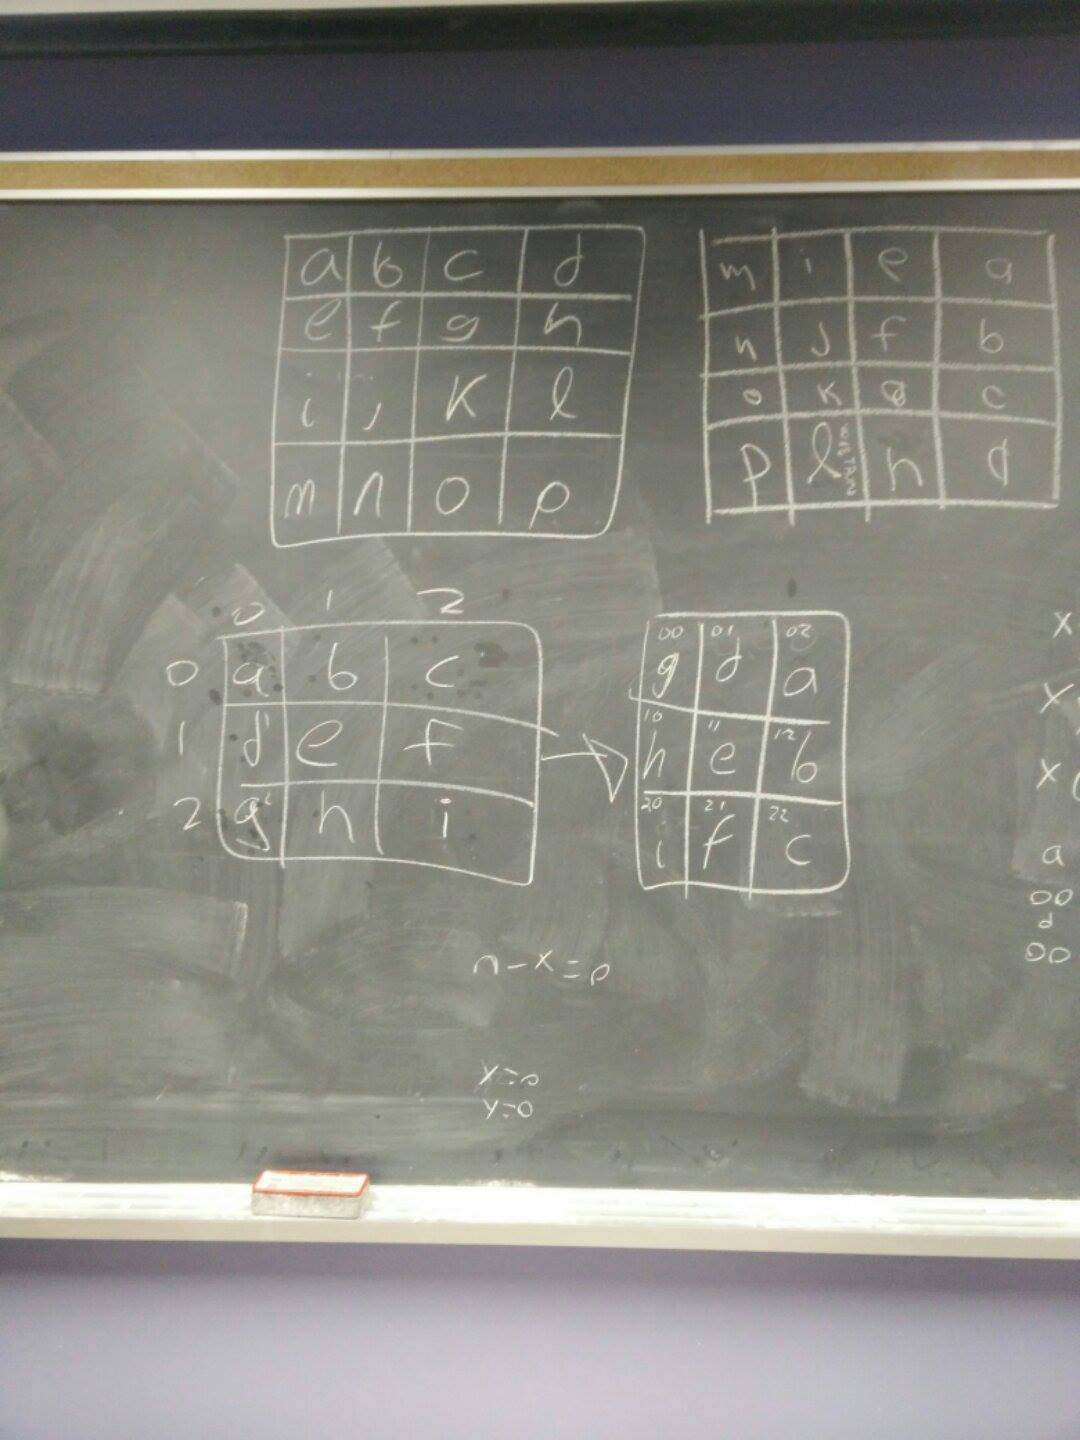 a b c d
e f g h
i j k l
m n o p
m i e a
n j f b
o k g c
p l h d
0 1 2
0 a b c
1 d e f
2 g h i
00 01 02
g d a
10 11 12
h e b
20 21 22
i f c
n-x=p
x=0
y=0
x
x
x
a
00
d
00